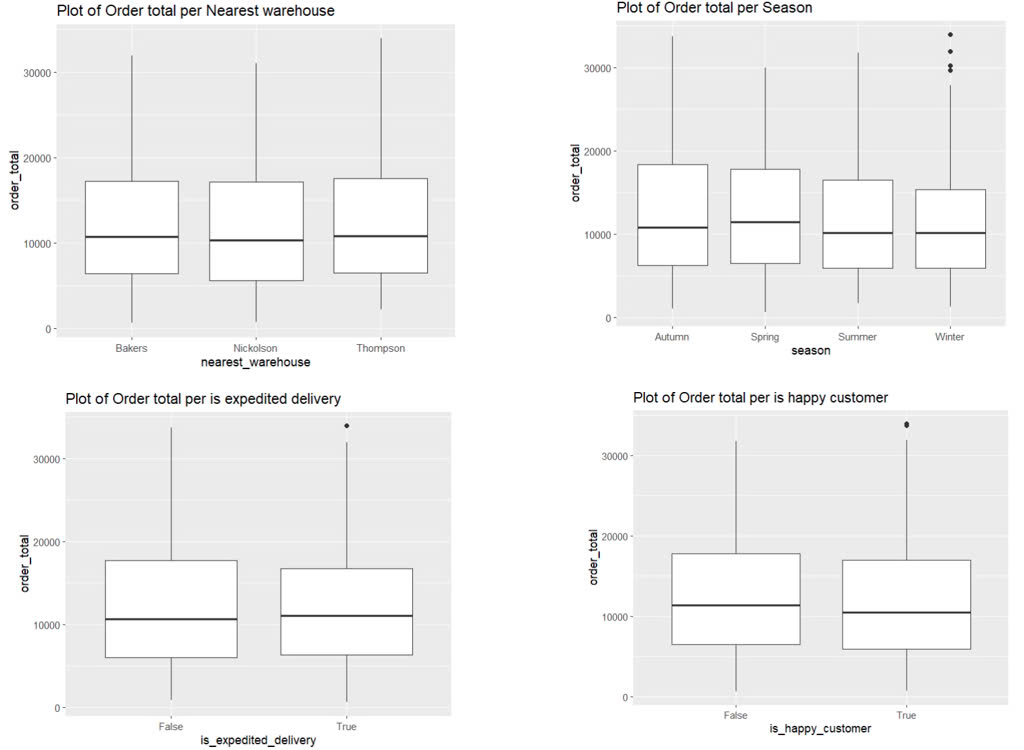 Plot of Order total per Nearest warehouse
30000
20000
10000
0
order_total
Bakers Nickolson Thompson
nearest_warehouse
Plot of Order total per Season
30000
20000
10000
0
order_total
Autumn Spring Summer Winter
season
Plot of Order total per is expedited delivery
30000
20000
10000
0
order_total
False True
is_expedited_delivery
Plot of Order total per is happy customer
30000
20000
10000
0
order_total
False True
is_happy_customer